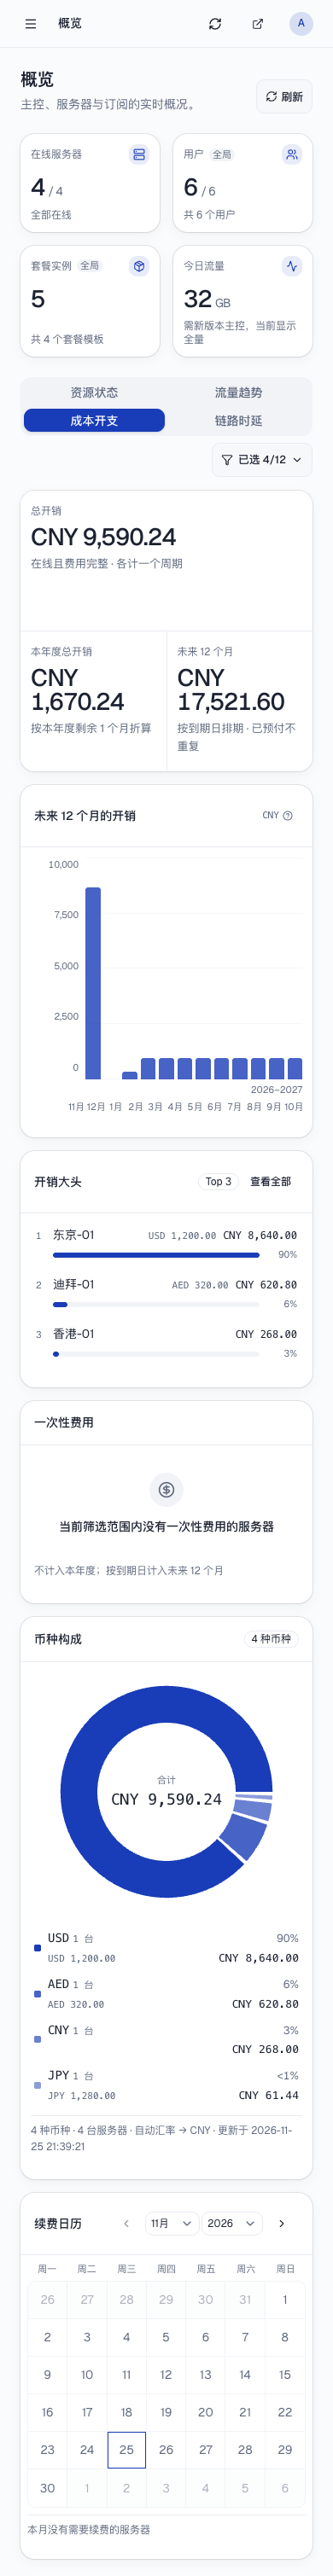 概览
A
概览
主控、服务器与订阅的实时概况。
刷新
在线服务器
4 / 4
全部在线
用户 全局
6 / 6
共 6 个用户
套餐实例 全局
5
共 4 个套餐模板
今日流量
32 GB
需新版本主控，当前显示
全量
资源状态
流量趋势
成本开支
链路时延
已选 4/12
总开销
CNY 9,590.24
在线且费用完整 · 各计一个周期
本年度总开销
CNY
1,670.24
按本年度剩余 1 个月折算
未来 12 个月
CNY
17,521.60
按到期日排期 · 已预付不
重复
未来 12 个月的开销
CNY
10,000
7,500
5,000
2,500
0
2026–2027
11月 12月 1月 2月 3月 4月 5月 6月 7月 8月 9月 10月
开销大头
Top 3
查看全部
1 东京-01 USD 1,200.00 CNY 8,640.00
90%
2 迪拜-01 AED 320.00 CNY 620.80
6%
3 香港-01 CNY 268.00
3%
一次性费用
当前筛选范围内没有一次性费用的服务器
不计入本年度；按到期日计入未来 12 个月
币种构成
4 种币种
合计
CNY 9,590.24
USD 1 台 90%
USD 1,200.00 CNY 8,640.00
AED 1 台 6%
AED 320.00 CNY 620.80
CNY 1 台 3%
CNY 268.00
JPY 1 台 <1%
JPY 1,280.00 CNY 61.44
4 种币种 · 4 台服务器 · 自动汇率 → CNY · 更新于 2026-11-
25 21:39:21
续费日历
11月
2026
周一 周二 周三 周四 周五 周六 周日
26 27 28 29 30 31 1
2 3 4 5 6 7 8
9 10 11 12 13 14 15
16 17 18 19 20 21 22
23 24 25 26 27 28 29
30 1 2 3 4 5 6
本月没有需要续费的服务器